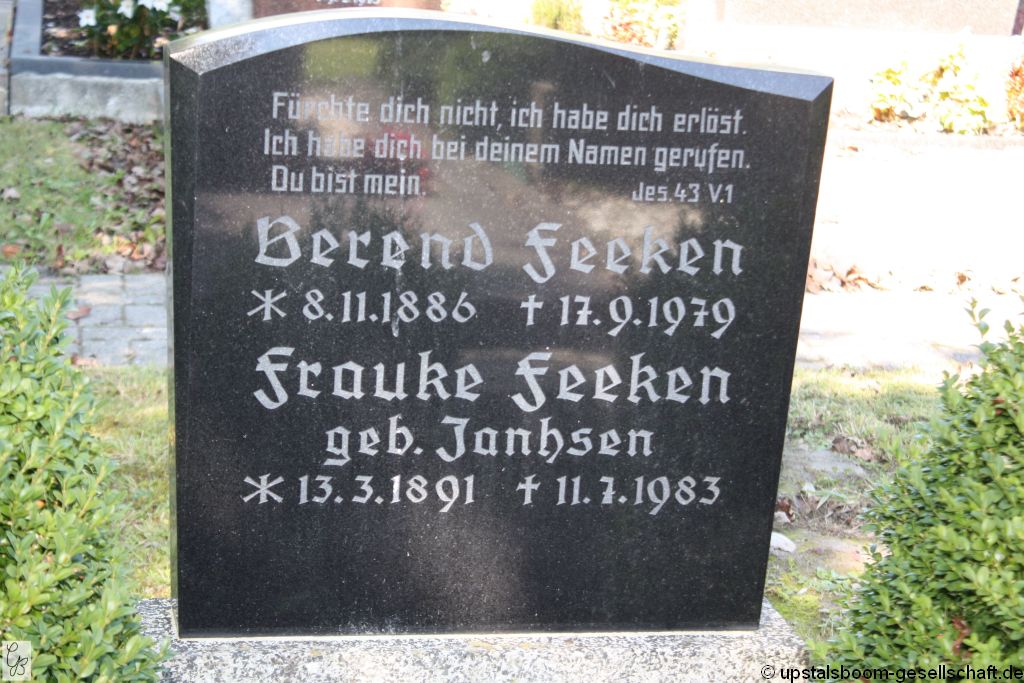 Fürchte dich nicht, ich habe dich erlöst.
Ich habe dich bei deinem Namen gerufen.
Du bist mein. Jes. 43 V.1
Berend Feeken
* 8.11.1886 † 17.9.1979
Frauke Feeken
geb. Janhsen
* 13.3.1891 † 11.7.1983
© upstalsboom-gesellschaft.de